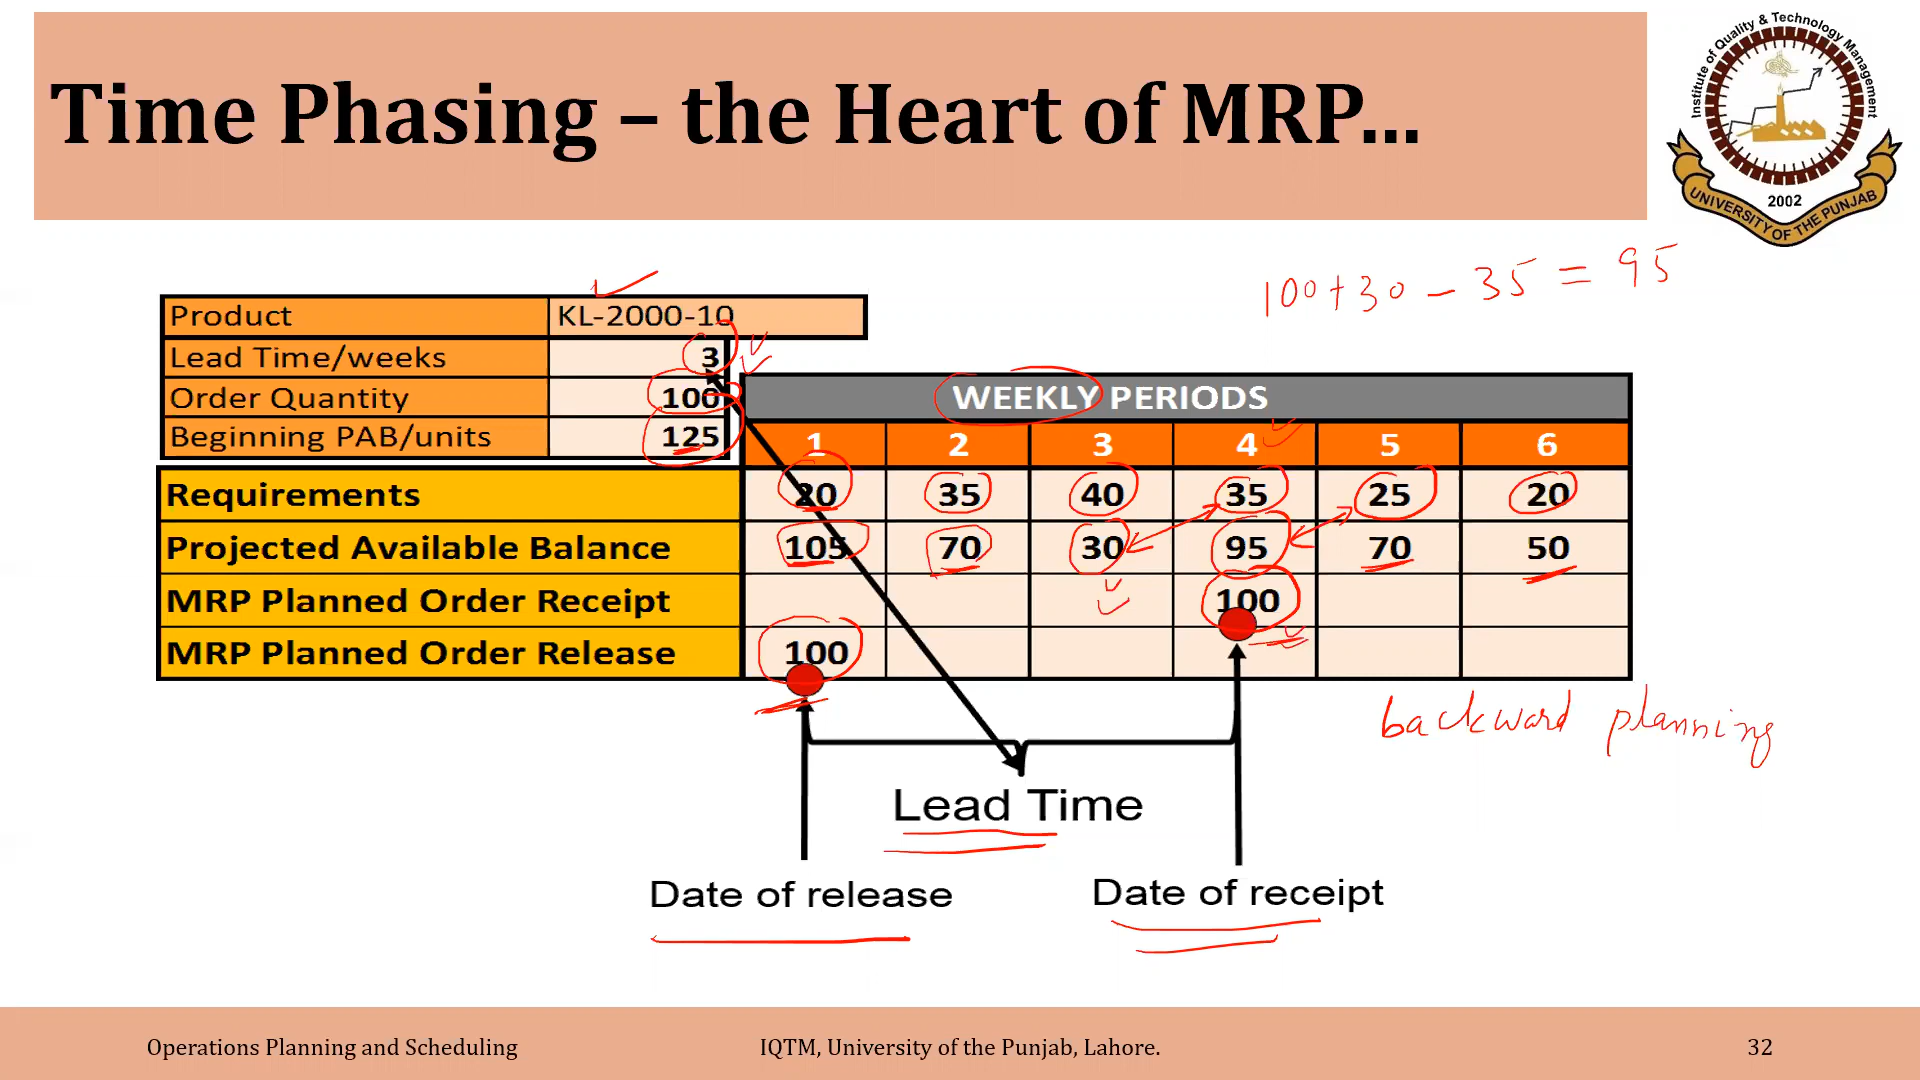 Time Phasing – the Heart of MRP...
Institute of Quality & Technology Management
2002
UNIVERSITY OF THE PUNJAB
100+30 - 35 = 95
Product KL-2000-10
Lead Time/weeks 3
Order Quantity 100
Beginning PAB/units 125
WEEKLY PERIODS
1 2 3 4 5 6
Requirements 20 35 40 35 25 20
Projected Available Balance 105 70 30 95 70 50
MRP Planned Order Receipt 100
MRP Planned Order Release 100
backward planning
Lead Time
Date of release Date of receipt
Operations Planning and Scheduling IQTM, University of the Punjab, Lahore. 32